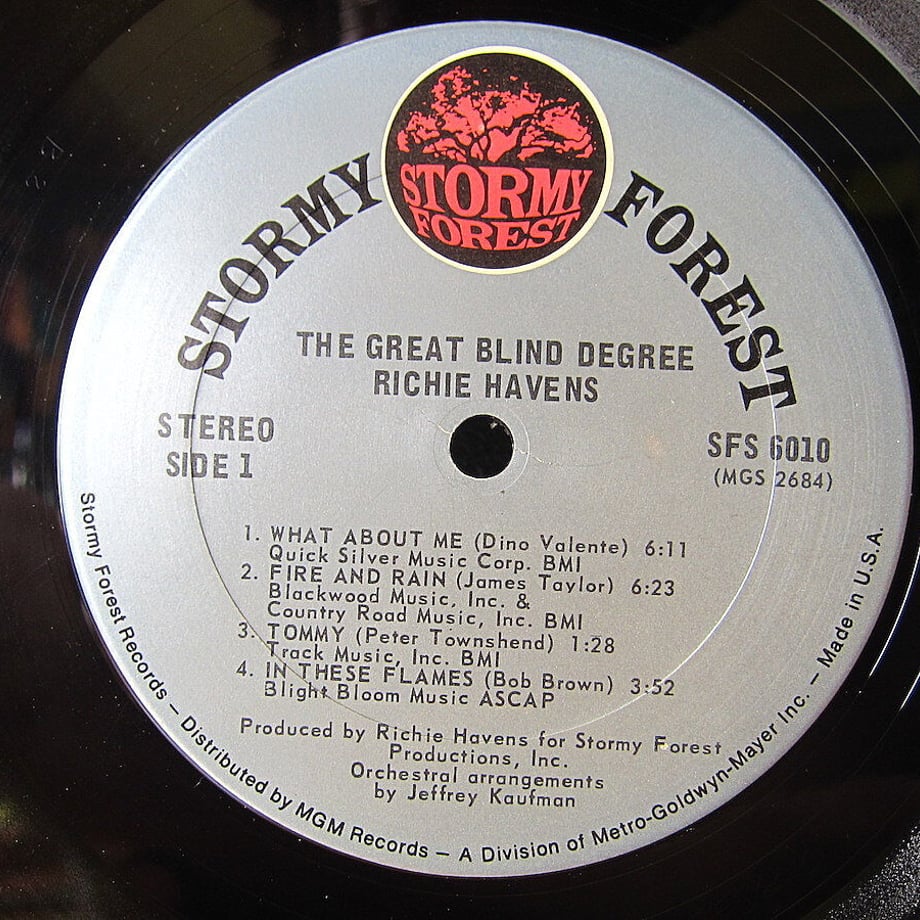 STORMY FOREST
STORMY
FOREST
THE GREAT BLIND DEGREE
RICHIE HAVENS
STEREO
SIDE 1
SFS 6010
(MGS 2684)
1. WHAT ABOUT ME (Dino Valente) 6:11
Quick Silver Music Corp. BMI
2. FIRE AND RAIN (James Taylor) 6:23
Blackwood Music, Inc. &
Country Road Music, Inc. BMI
3. TOMMY (Peter Townshend) 1:28
Track Music, Inc. BMI
4. IN THESE FLAMES (Bob Brown) 3:52
Blight Bloom Music ASCAP
Produced by Richie Havens for Stormy Forest
Productions, Inc.
Orchestral arrangements
by Jeffrey Kaufman
Stormy Forest Records — Distributed by MGM Records — A Division of Metro-Goldwyn-Mayer Inc. — Made in U.S.A.